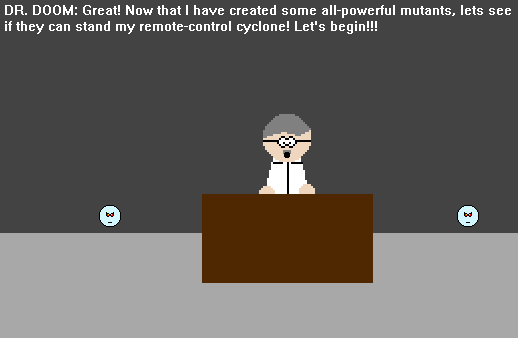 DR. DOOM: Great! Now that I have created some all-powerful mutants, lets see
if they can stand my remote-control cyclone! Let's begin!!!